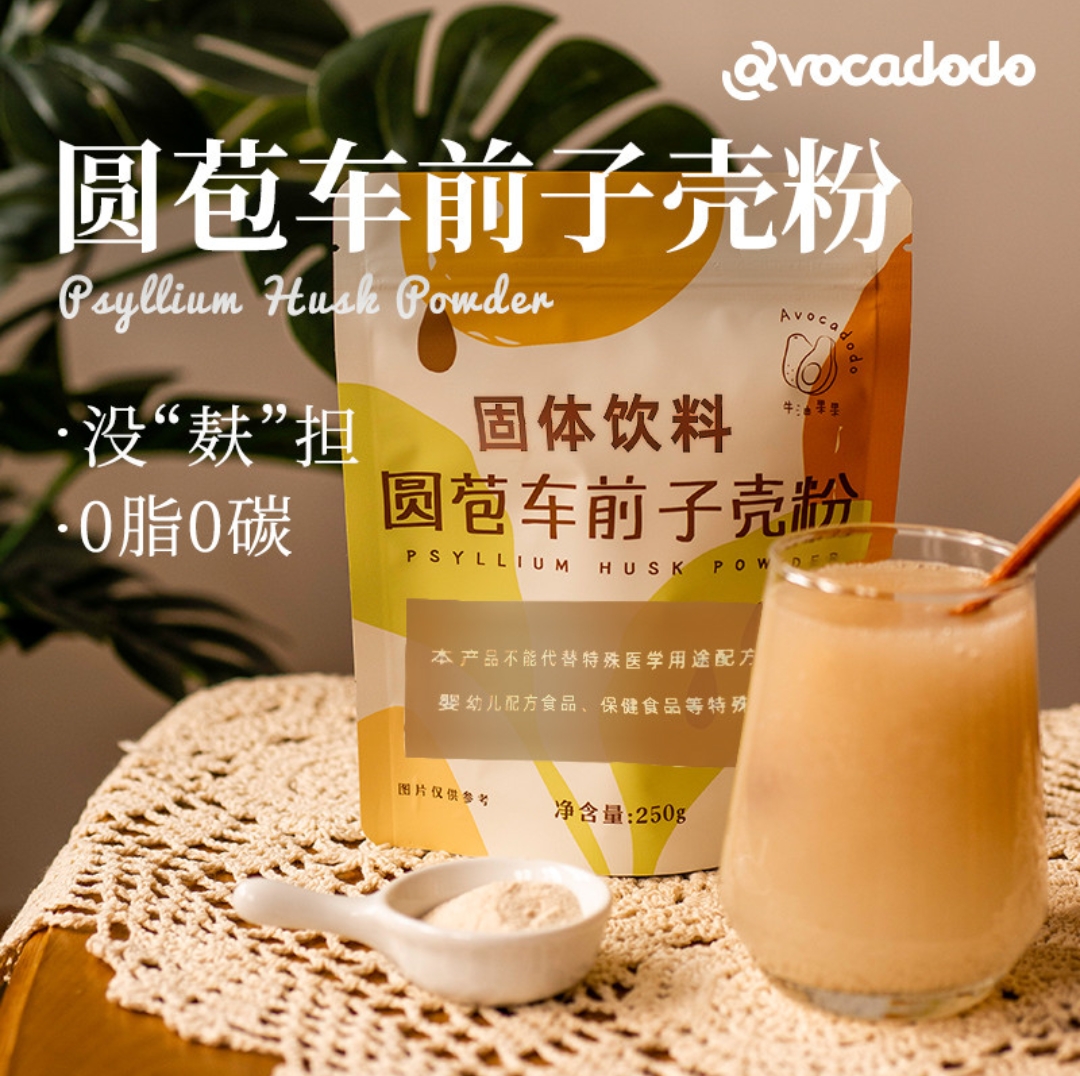 @vocadodo
圆苞车前子壳粉
Psyllium Husk Powder
·没“麸”担
·0脂0碳
Avocadodo
牛油果果
固体饮料
圆苞车前子壳粉
PSYLLIUM HUSK POWDER
本产品不能代替特殊医学用途配方
婴幼儿配方食品、保健食品等特殊
图片仅供参考
净含量:250g